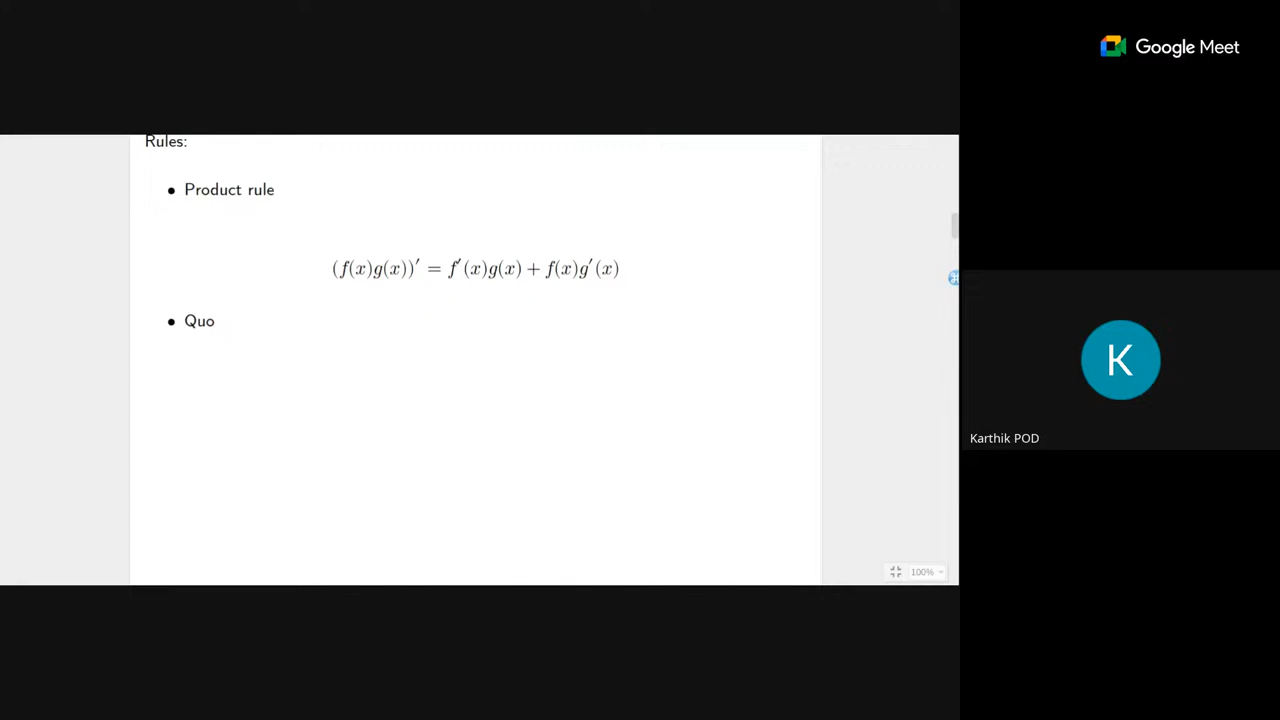 Google Meet
Rules:
• Product rule
(f(x)g(x))′ = f′(x)g(x) + f(x)g′(x)
• Quo
K
Karthik POD
100%